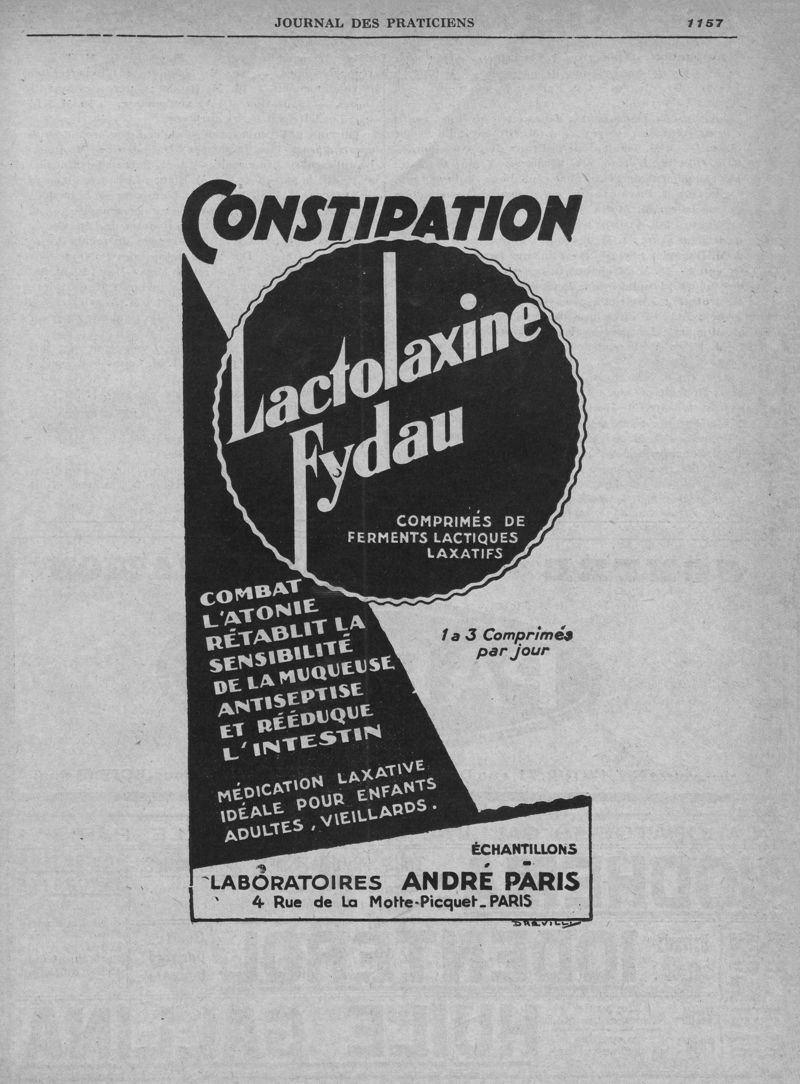 JOURNAL DES PRATICIENS
1157
CONSTIPATION
Lactolaxine
Fydau
COMPRIMÉS DE
FERMENTS LACTIQUES
LAXATIFS
COMBAT
L'ATONIE
RÉTABLIT LA
SENSIBILITÉ
DE LA MUQUEUSE
ANTISEPTISE
ET RÉÉDUQUE
L'INTESTIN
1 a 3 Comprimés
par jour
MÉDICATION LAXATIVE
IDÉALE POUR ENFANTS
ADULTES, VIEILLARDS.
ÉCHANTILLONS
LABORATOIRES ANDRÉ PARIS
4 Rue de La Motte-Picquet_PARIS